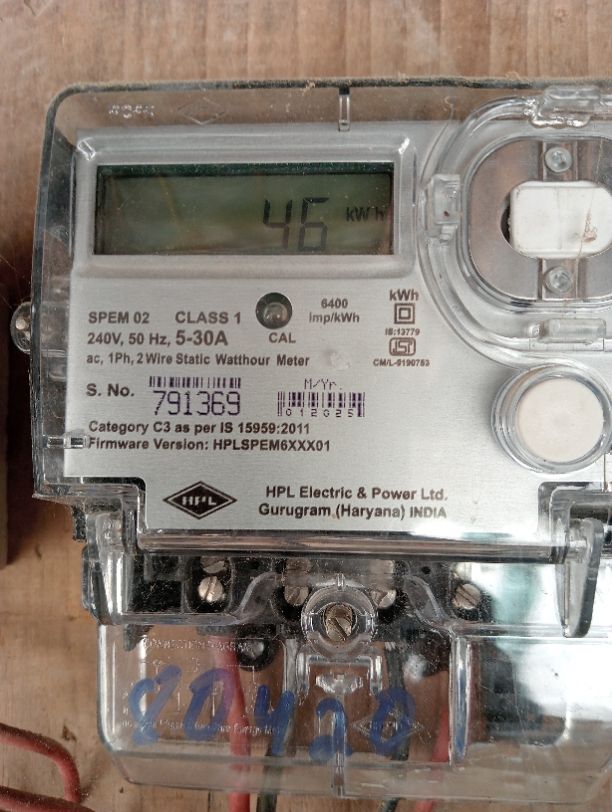 46 kWh
SPEM 02 CLASS 1
240V, 50 Hz, 5-30A
ac, 1Ph, 2 Wire Static Watthour Meter
CAL
6400
imp/kWh
kWh
IS:13779
ISI
CM/L-5190753
S. No. 791369
M/Yr.
012025
Category C3 as per IS 15959:2011
Firmware Version: HPLSPEM6XXX01
HPL
HPL Electric & Power Ltd.
Gurugram (Haryana) INDIA